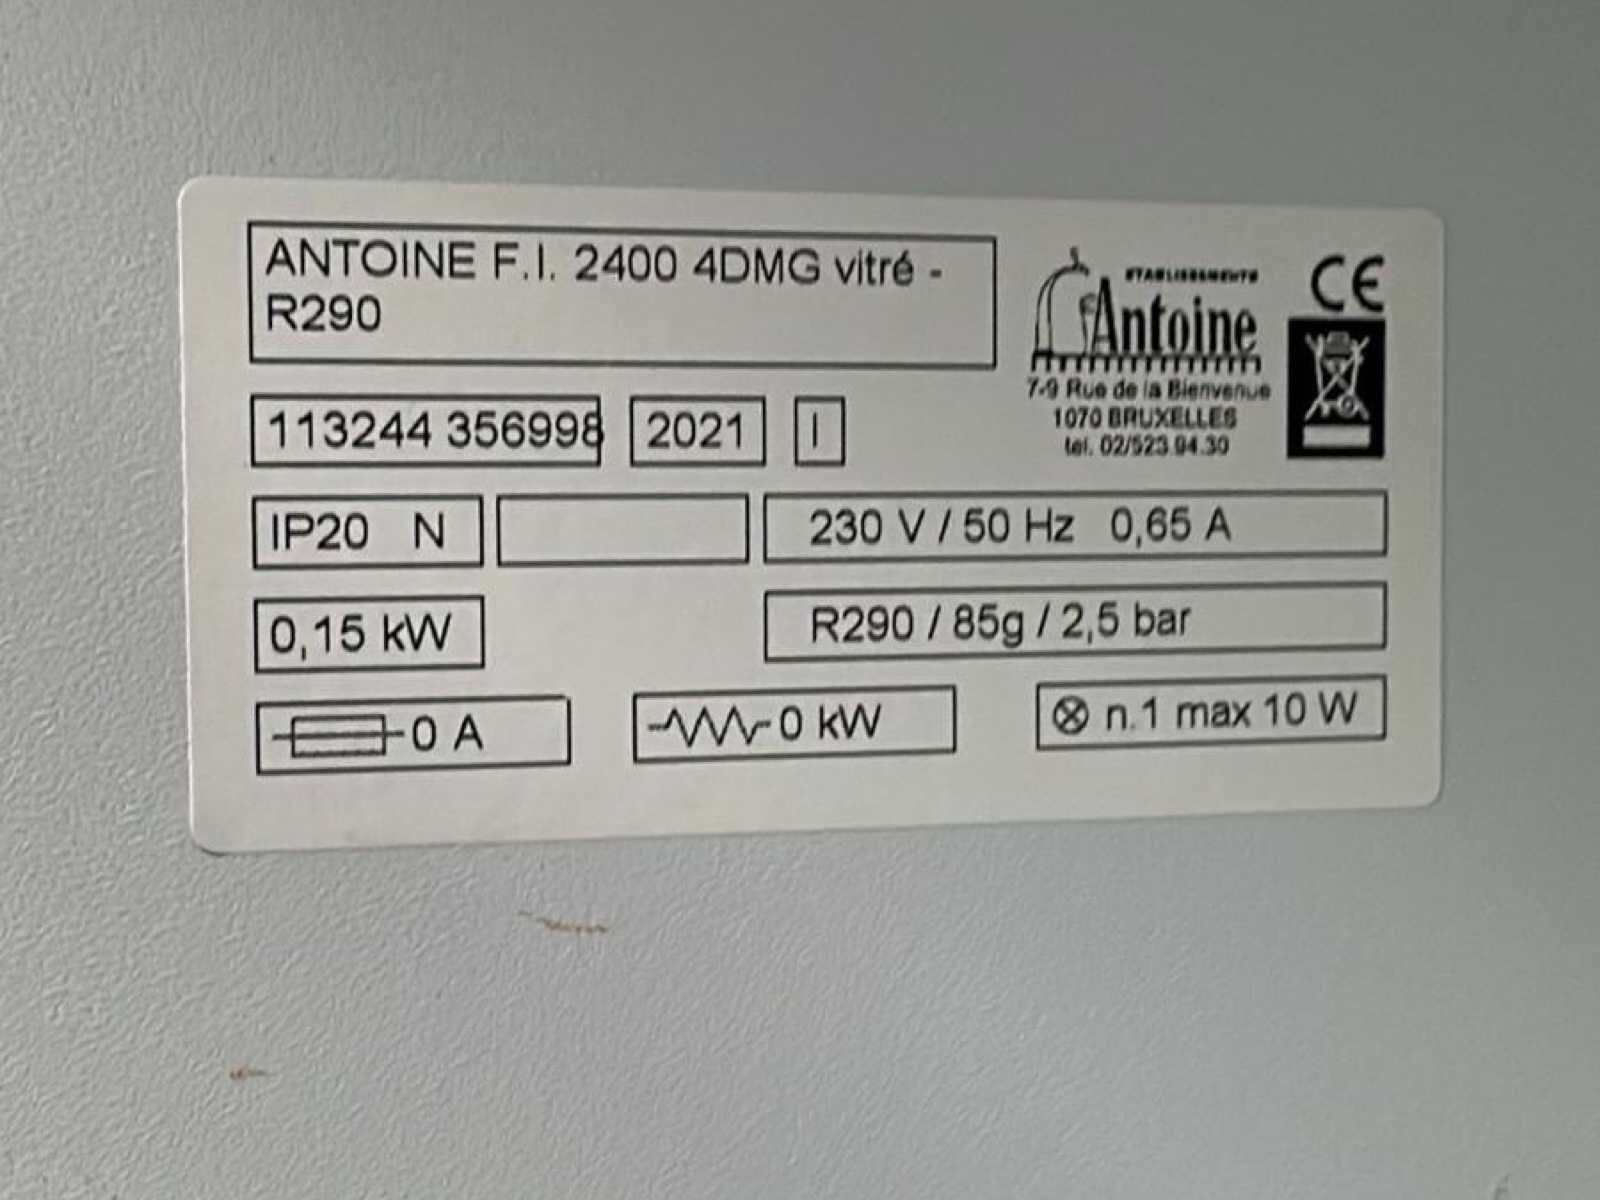 ANTOINE F.I. 2400 4DMG vitré -
R290
ETABLISSEMENTS
Antoine
7-9 Rue de la Bienvenue
1070 BRUXELLES
tel. 02/523.94.30
CE
113244 356998 2021 I
IP20 N 230 V / 50 Hz 0,65 A
0,15 kW R290 / 85g / 2,5 bar
0 A 0 kW n.1 max 10 W